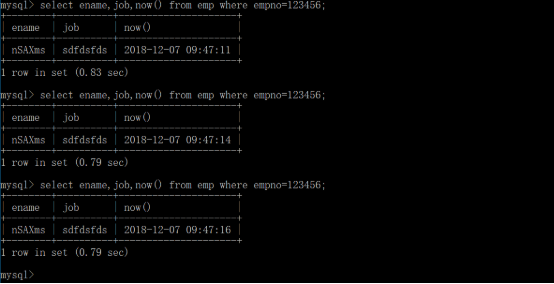 mysql> select ename,job,now() from emp where empno=123456;
+--------+----------+---------------------+
| ename | job | now() |
+--------+----------+---------------------+
| nSAXms | sdfdsfds | 2018-12-07 09:47:11 |
+--------+----------+---------------------+
1 row in set (0.83 sec)
mysql> select ename,job,now() from emp where empno=123456;
+--------+----------+---------------------+
| ename | job | now() |
+--------+----------+---------------------+
| nSAXms | sdfdsfds | 2018-12-07 09:47:14 |
+--------+----------+---------------------+
1 row in set (0.79 sec)
mysql> select ename,job,now() from emp where empno=123456;
+--------+----------+---------------------+
| ename | job | now() |
+--------+----------+---------------------+
| nSAXms | sdfdsfds | 2018-12-07 09:47:16 |
+--------+----------+---------------------+
1 row in set (0.79 sec)
mysql>